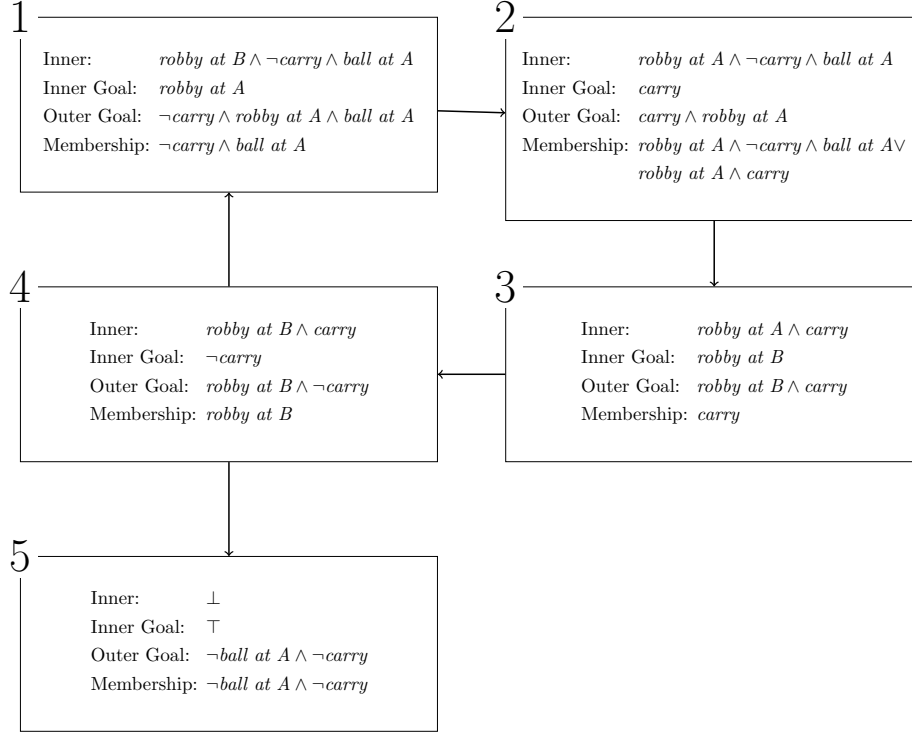 1
Inner: robby at B ∧ ¬carry ∧ ball at A
Inner Goal: robby at A
Outer Goal: ¬carry ∧ robby at A ∧ ball at A
Membership: ¬carry ∧ ball at A
2
Inner: robby at A ∧ ¬carry ∧ ball at A
Inner Goal: carry
Outer Goal: carry ∧ robby at A
Membership: robby at A ∧ ¬carry ∧ ball at A∨
robby at A ∧ carry
4
Inner: robby at B ∧ carry
Inner Goal: ¬carry
Outer Goal: robby at B ∧ ¬carry
Membership: robby at B
3
Inner: robby at A ∧ carry
Inner Goal: robby at B
Outer Goal: robby at B ∧ carry
Membership: carry
5
Inner: ⊥
Inner Goal: ⊤
Outer Goal: ¬ball at A ∧ ¬carry
Membership: ¬ball at A ∧ ¬carry